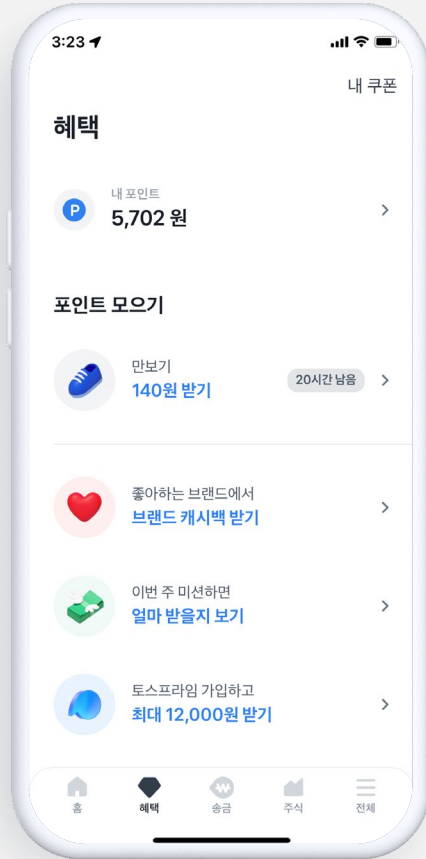 3:23
내 쿠폰
혜택
P
내 포인트
5,702 원
포인트 모으기
만보기
140원 받기
20시간 남음
좋아하는 브랜드에서
브랜드 캐시백 받기
이번 주 미션하면
얼마 받을지 보기
토스프라임 가입하고
최대 12,000원 받기
홈
혜택
송금
주식
전체